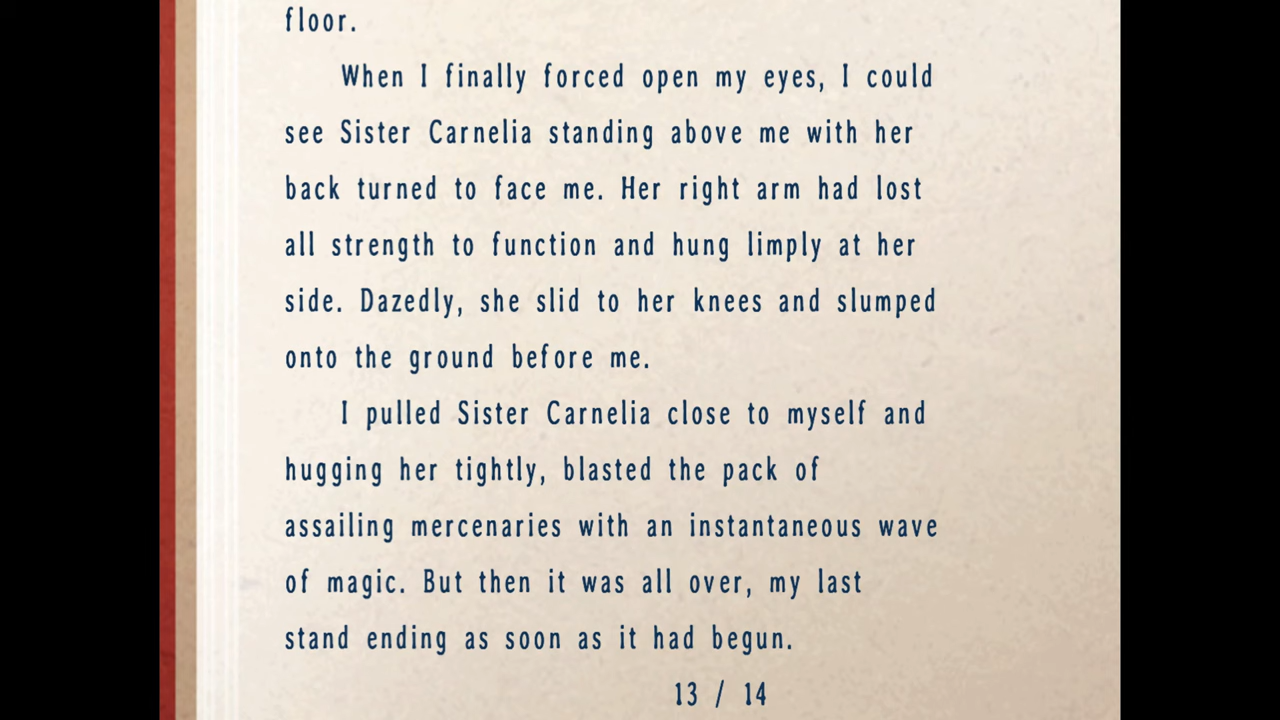 floor.
When I finally forced open my eyes, I could
see Sister Carnelia standing above me with her
back turned to face me. Her right arm had lost
all strength to function and hung limply at her
side. Dazedly, she slid to her knees and slumped
onto the ground before me.
I pulled Sister Carnelia close to myself and
hugging her tightly, blasted the pack of
assailing mercenaries with an instantaneous wave
of magic. But then it was all over, my last
stand ending as soon as it had begun.
13 / 14